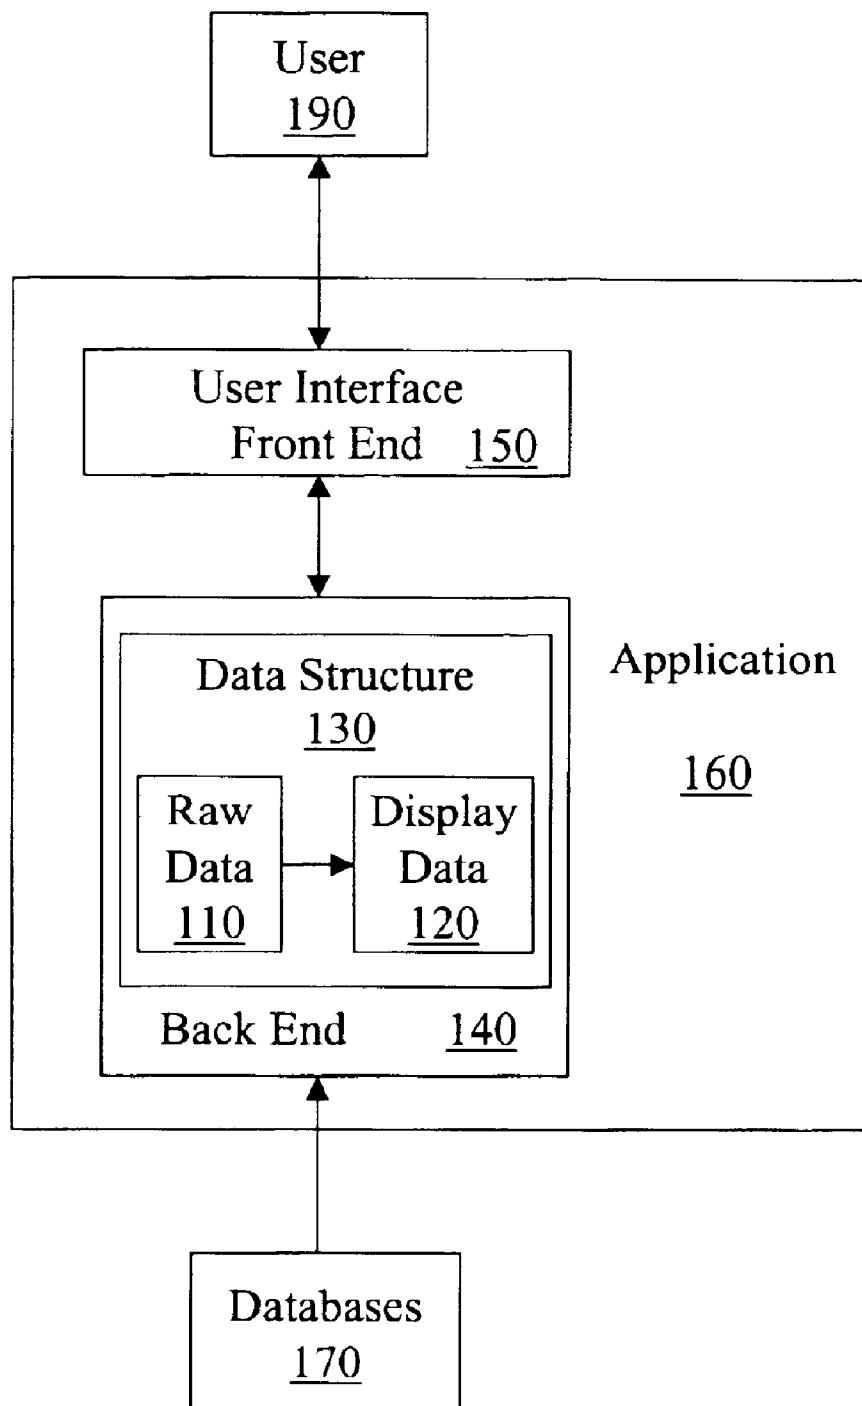 User
190
User Interface
Front End 150
Data Structure
130
Application
160
Raw
Data
110
Display
Data
120
Back End 140
Databases
170